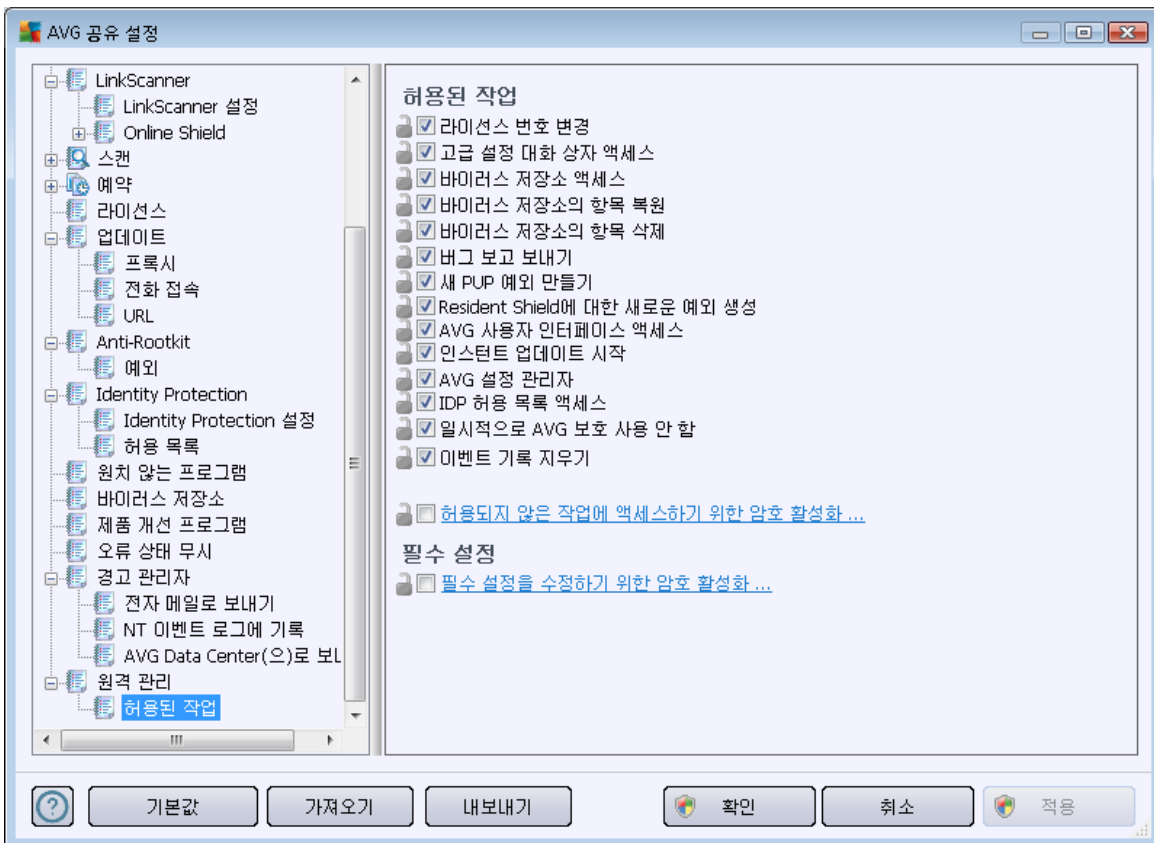 AVG 공유 설정
LinkScanner
LinkScanner 설정
Online Shield
스캔
예약
라이선스
업데이트
프록시
전화 접속
URL
Anti-Rootkit
예외
Identity Protection
Identity Protection 설정
허용 목록
원치 않는 프로그램
바이러스 저장소
제품 개선 프로그램
오류 상태 무시
경고 관리자
전자 메일로 보내기
NT 이벤트 로그에 기록
AVG Data Center(으)로 보나
원격 관리
허용된 작업
허용된 작업
라이선스 번호 변경
고급 설정 대화 상자 액세스
바이러스 저장소 액세스
바이러스 저장소의 항목 복원
바이러스 저장소의 항목 삭제
버그 보고 보내기
새 PUP 예외 만들기
Resident Shield에 대한 새로운 예외 생성
AVG 사용자 인터페이스 액세스
인스턴트 업데이트 시작
AVG 설정 관리자
IDP 허용 목록 액세스
일시적으로 AVG 보호 사용 안 함
이벤트 기록 지우기
허용되지 않은 작업에 액세스하기 위한 암호 활성화 ...
필수 설정
필수 설정을 수정하기 위한 암호 활성화 ...
기본값
가져오기
내보내기
확인
취소
적용